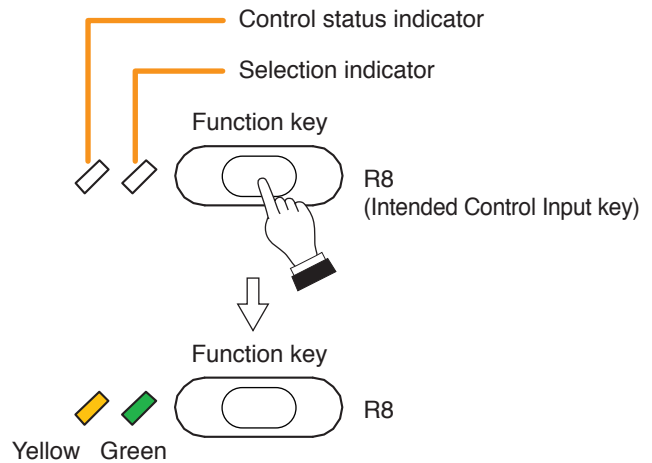 Control status indicator
Selection indicator
Function key
R8
(Intended Control Input key)
Function key
R8
Yellow Green